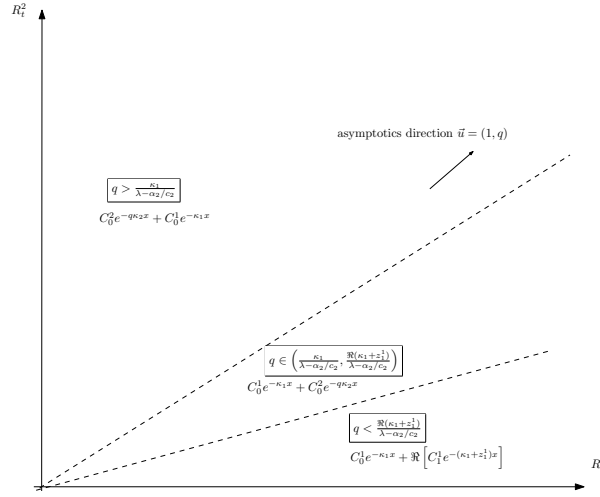 $R_t^2$
asymptotics direction $\vec{u} = (1, q)$
$q > \frac{\kappa_1}{\lambda - \alpha_2/c_2}$
$C_0^2 e^{-q\kappa_2 x} + C_0^1 e^{-\kappa_1 x}$
$q \in \left( \frac{\kappa_1}{\lambda - \alpha_2/c_2}, \frac{\Re(\kappa_1 + z_1^1)}{\lambda - \alpha_2/c_2} \right)$
$C_0^1 e^{-\kappa_1 x} + C_0^2 e^{-q\kappa_2 x}$
$q < \frac{\Re(\kappa_1 + z_1^1)}{\lambda - \alpha_2/c_2}$
$C_0^1 e^{-\kappa_1 x} + \Re \left[ C_1^1 e^{-(\kappa_1 + z_1^1)x} \right]$